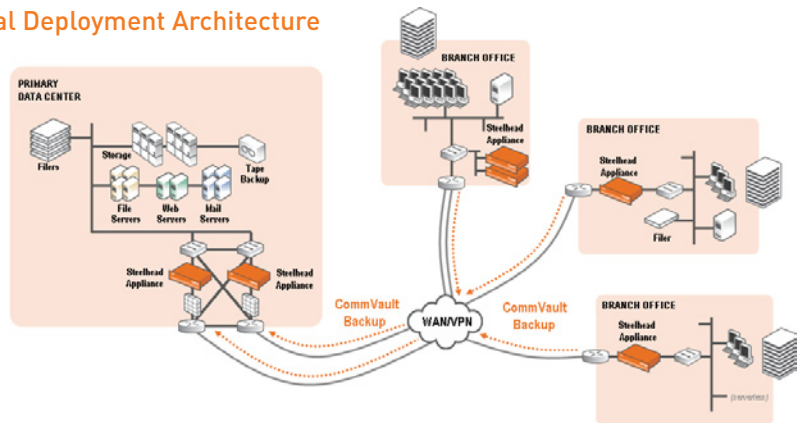 al Deployment Architecture
PRIMARY
DATA CENTER
Filers
Storage
Tape
Backup
File
Servers
Web
Servers
Mail
Servers
Steelhead
Appliance
Steelhead
Appliance
BRANCH OFFICE
Steelhead
Appliance
BRANCH OFFICE
Steelhead
Appliance
Filer
CommVault
Backup
WAN/VPN
CommVault
Backup
BRANCH OFFICE
Steelhead
Appliance
(serverless)